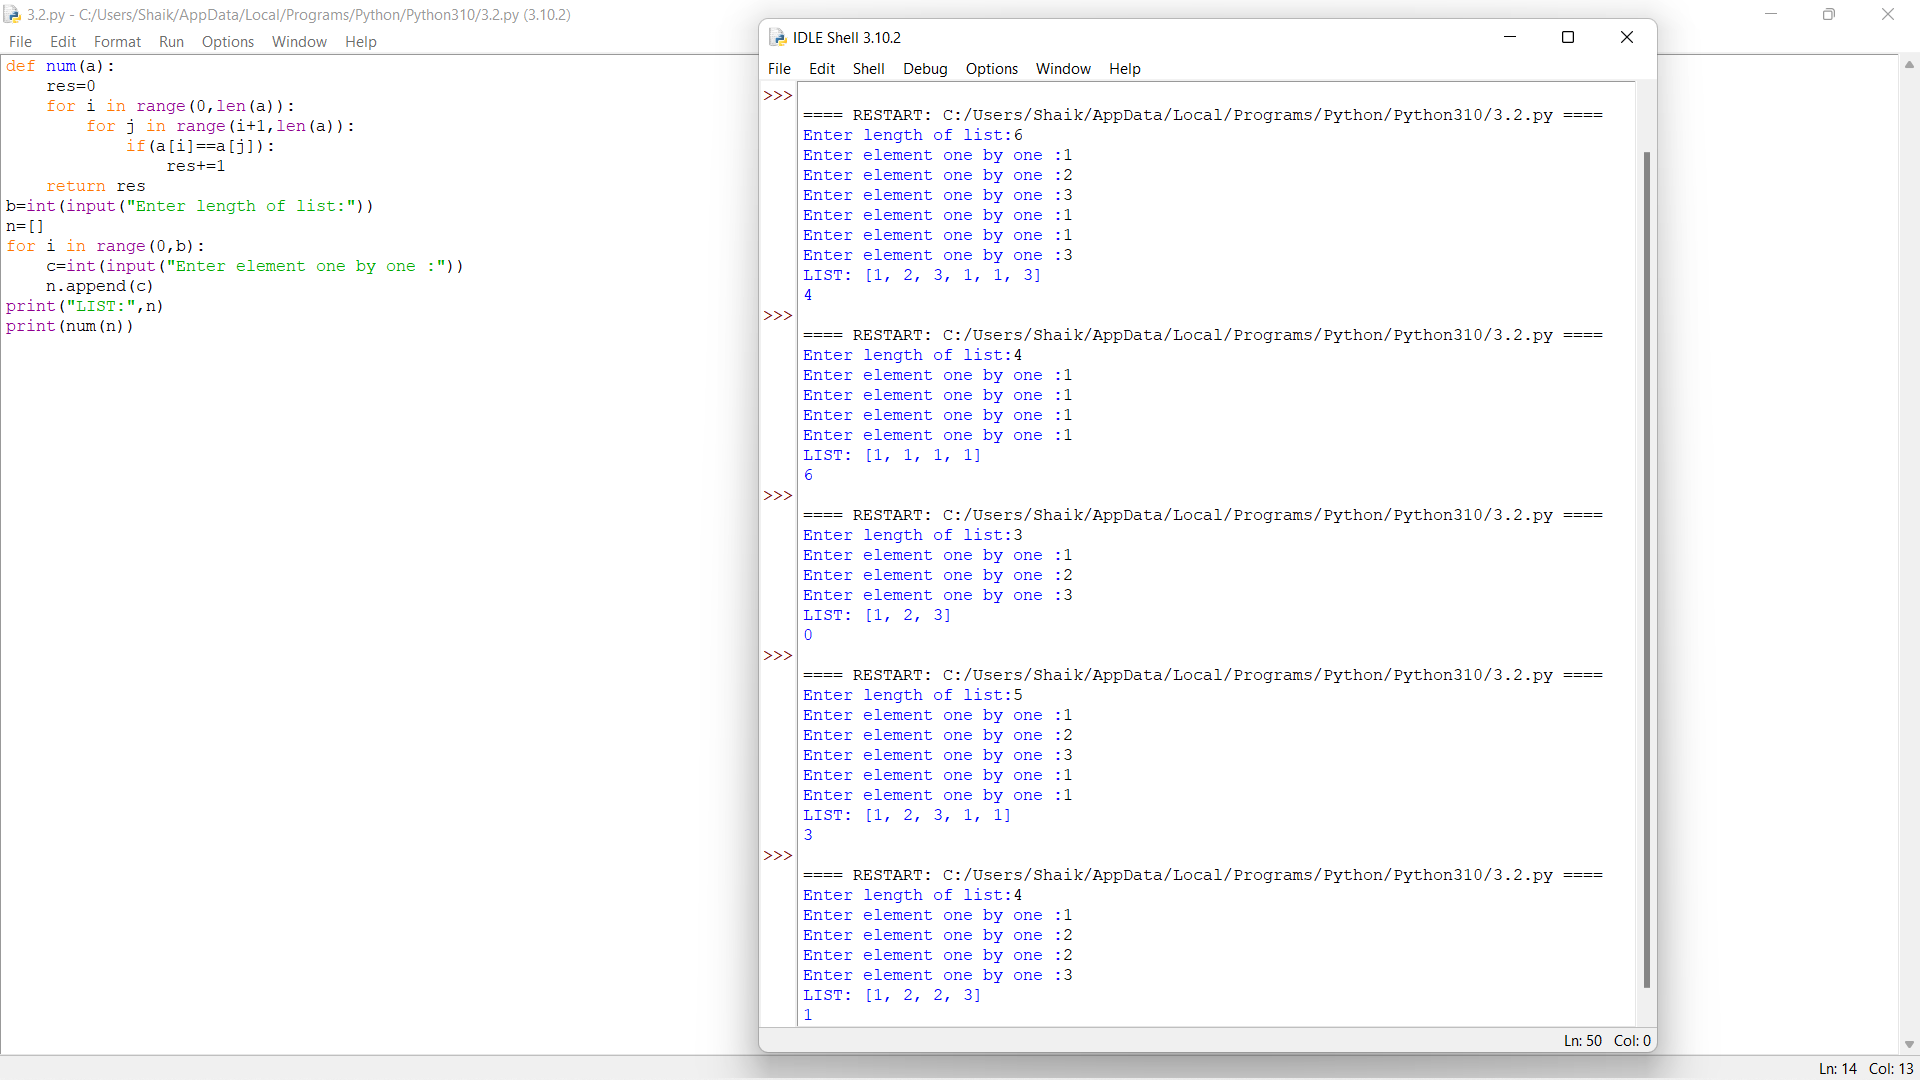 3.2.py - C:/Users/Shaik/AppData/Local/Programs/Python/Python310/3.2.py (3.10.2)
File Edit Format Run Options Window Help
def num(a):
    res=0
    for i in range(0,len(a)):
        for j in range(i+1,len(a)):
            if(a[i]==a[j]):
                res+=1
    return res
b=int(input("Enter length of list:"))
n=[]
for i in range(0,b):
    c=int(input("Enter element one by one :"))
    n.append(c)
print("LIST:",n)
print(num(n))
IDLE Shell 3.10.2
File Edit Shell Debug Options Window Help
>>>
==== RESTART: C:/Users/Shaik/AppData/Local/Programs/Python/Python310/3.2.py ====
Enter length of list:6
Enter element one by one :1
Enter element one by one :2
Enter element one by one :3
Enter element one by one :1
Enter element one by one :1
Enter element one by one :3
LIST: [1, 2, 3, 1, 1, 3]
4
>>>
==== RESTART: C:/Users/Shaik/AppData/Local/Programs/Python/Python310/3.2.py ====
Enter length of list:4
Enter element one by one :1
Enter element one by one :1
Enter element one by one :1
Enter element one by one :1
LIST: [1, 1, 1, 1]
6
>>>
==== RESTART: C:/Users/Shaik/AppData/Local/Programs/Python/Python310/3.2.py ====
Enter length of list:3
Enter element one by one :1
Enter element one by one :2
Enter element one by one :3
LIST: [1, 2, 3]
0
>>>
==== RESTART: C:/Users/Shaik/AppData/Local/Programs/Python/Python310/3.2.py ====
Enter length of list:5
Enter element one by one :1
Enter element one by one :2
Enter element one by one :3
Enter element one by one :1
Enter element one by one :1
LIST: [1, 2, 3, 1, 1]
3
>>>
==== RESTART: C:/Users/Shaik/AppData/Local/Programs/Python/Python310/3.2.py ====
Enter length of list:4
Enter element one by one :1
Enter element one by one :2
Enter element one by one :2
Enter element one by one :3
LIST: [1, 2, 2, 3]
1
Ln: 50 Col: 0
Ln: 14 Col: 13